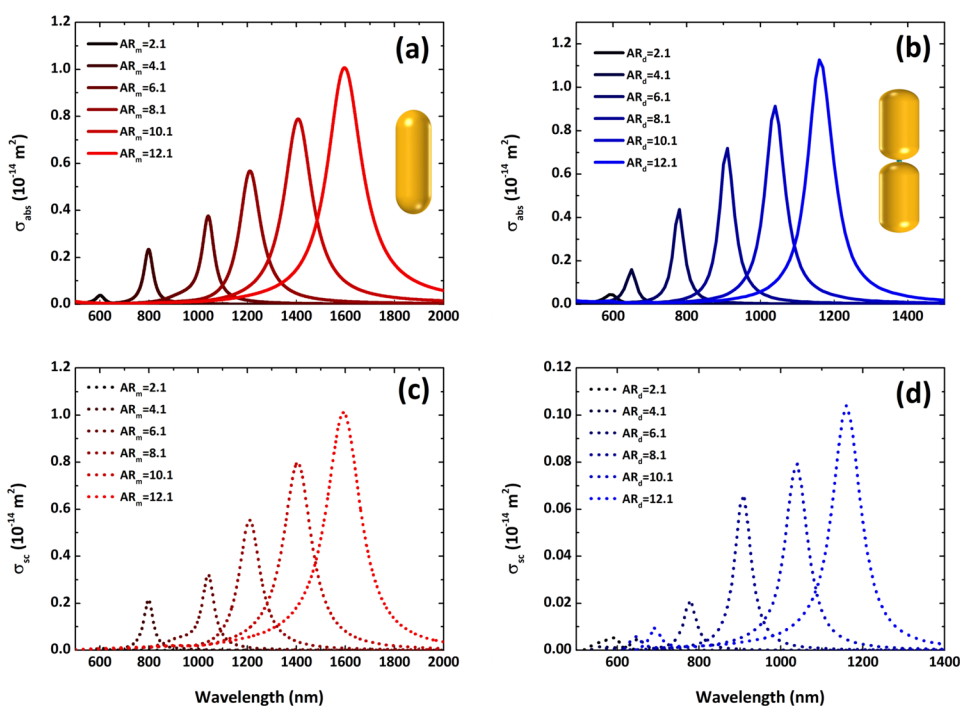 (a)
ARm=2.1
ARm=4.1
ARm=6.1
ARm=8.1
ARm=10.1
ARm=12.1
1.2
1.0
0.8
0.6
0.4
0.2
0.0
σabs (10⁻¹⁴ m²)
600 800 1000 1200 1400 1600 1800 2000
(b)
ARd=2.1
ARd=4.1
ARd=6.1
ARd=8.1
ARd=10.1
ARd=12.1
1.2
1.0
0.8
0.6
0.4
0.2
0.0
σabs (10⁻¹⁴ m²)
600 800 1000 1200 1400
(c)
ARm=2.1
ARm=4.1
ARm=6.1
ARm=8.1
ARm=10.1
ARm=12.1
1.2
1.0
0.8
0.6
0.4
0.2
0.0
σsc (10⁻¹⁴ m²)
600 800 1000 1200 1400 1600 1800 2000
Wavelength (nm)
(d)
ARd=2.1
ARd=4.1
ARd=6.1
ARd=8.1
ARd=10.1
ARd=12.1
0.12
0.10
0.08
0.06
0.04
0.02
0.00
σsc (10⁻¹⁴ m²)
600 800 1000 1200 1400
Wavelength (nm)